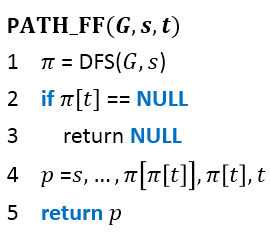 PATH_FF(G, s, t)
1 π = DFS(G, s)
2 if π[t] == NULL
3 return NULL
4 p =s, … , π[π[t]], π[t], t
5 return p